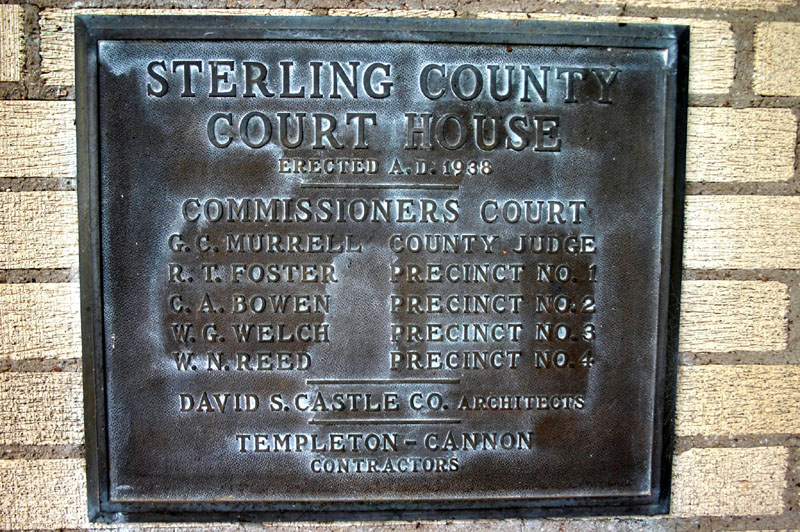 STERLING COUNTY
COURT HOUSE
ERECTED A.D. 1938
COMMISSIONERS COURT
G. C. MURRELL COUNTY JUDGE
R. T. FOSTER PRECINCT NO. 1
C. A. BOWEN PRECINCT NO. 2
W. G. WELCH PRECINCT NO. 3
W. N. REED PRECINCT NO. 4
DAVID S. CASTLE CO. ARCHITECTS
TEMPLETON - CANNON
CONTRACTORS